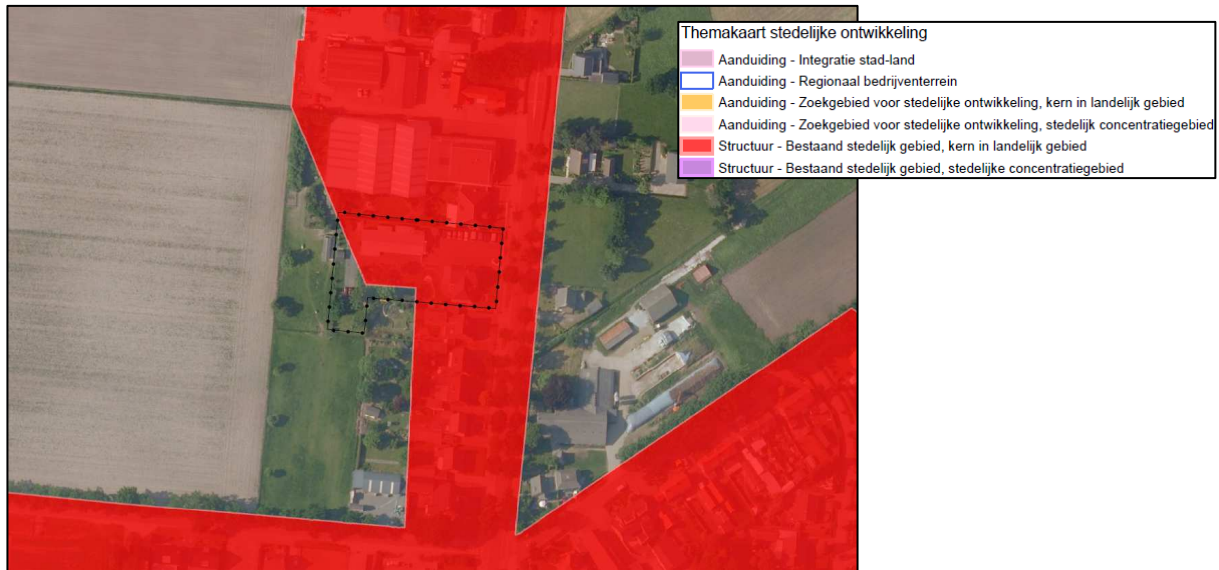 Themakaart stedelijke ontwikkeling
Aanduiding - Integratie stad-land
Aanduiding - Regionaal bedrijventerrein
Aanduiding - Zoekgebied voor stedelijke ontwikkeling, kern in landelijk gebied
Aanduiding - Zoekgebied voor stedelijke ontwikkeling, stedelijk concentratiegebied
Structuur - Bestaand stedelijk gebied, kern in landelijk gebied
Structuur - Bestaand stedelijk gebied, stedelijke concentratiegebied